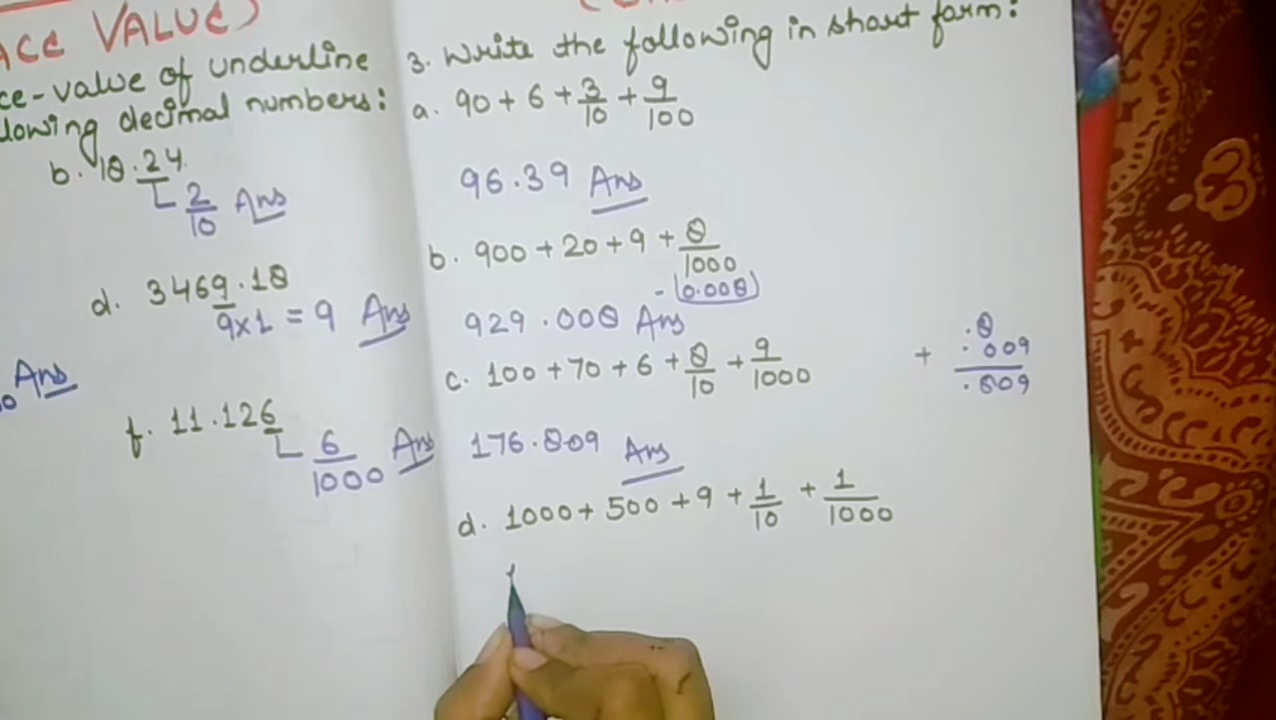 ACE VALUE)
ce-value of underline
lowing decimal numbers:
b. 18.24
2/10 Ans
d. 3469.18
9x1 = 9 Ans
Ans
f. 11.126
6/1000 Ans
3. Write the following in short form:
a. 90 + 6 + 3/10 + 9/100
96.39 Ans
b. 900 + 20 + 9 + 8/1000
- 0.008
929.008 Ans
c. 100 + 70 + 6 + 8/10 + 9/1000
.8
+ .009
.809
176.809 Ans
d. 1000 + 500 + 9 + 1/10 + 1/1000